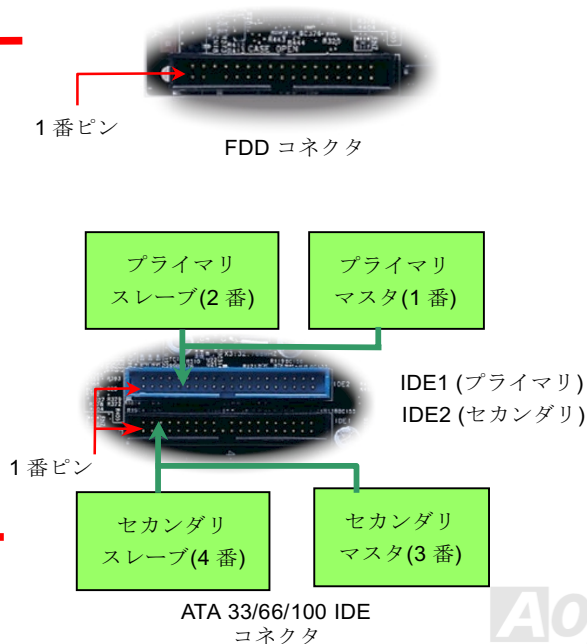 CASE OPEN
1 番ピン
FDD コネクタ
プライマリ
スレーブ(2 番)
プライマリ
マスタ(1 番)
IDE1 (プライマリ)
IDE2 (セカンダリ)
1 番ピン
セカンダリ
スレーブ(4 番)
セカンダリ
マスタ(3 番)
ATA 33/66/100 IDE
コネクタ